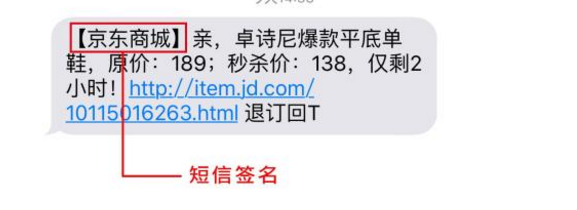 【京东商城】亲，卓诗尼爆款平底单
鞋，原价：189；秒杀价：138，仅剩2
小时！http://item.jd.com/
10115016263.html 退订回T
短信签名